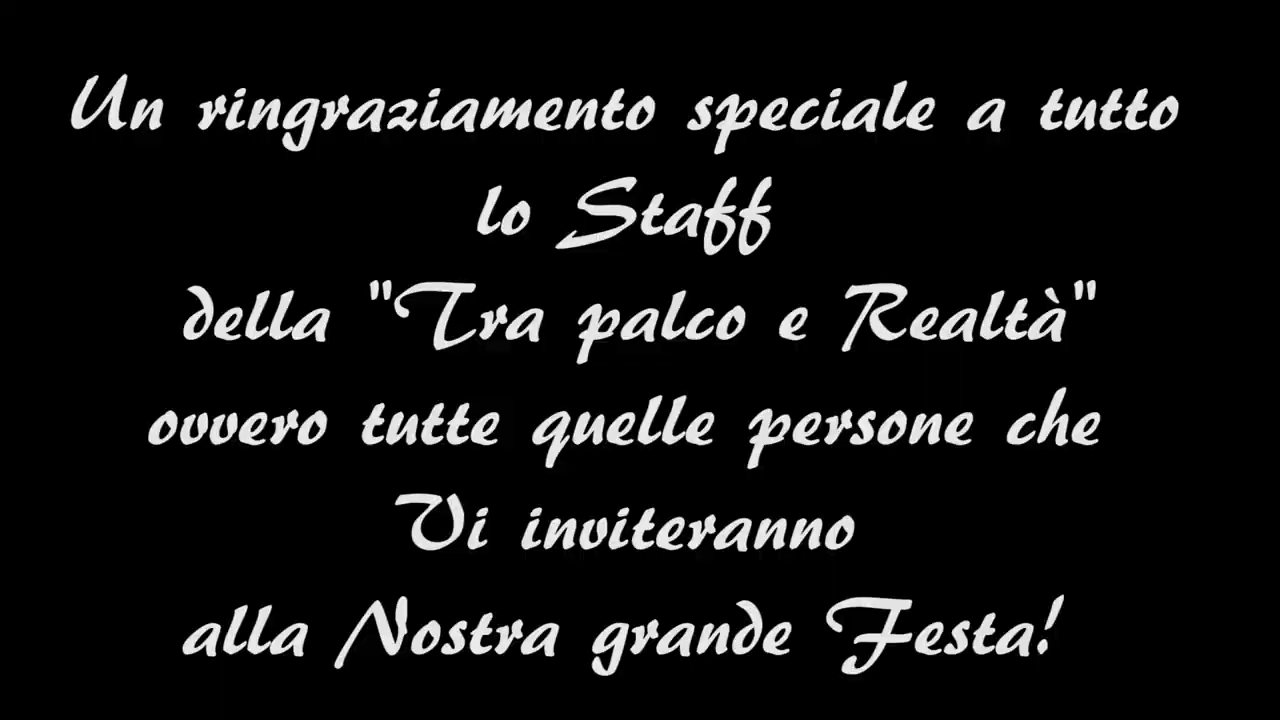 Un ringraziamento speciale a tutto
lo Staff
della "Tra palco e Realtà"
ovvero tutte quelle persone che
Vi inviteranno
alla Nostra grande Festa!